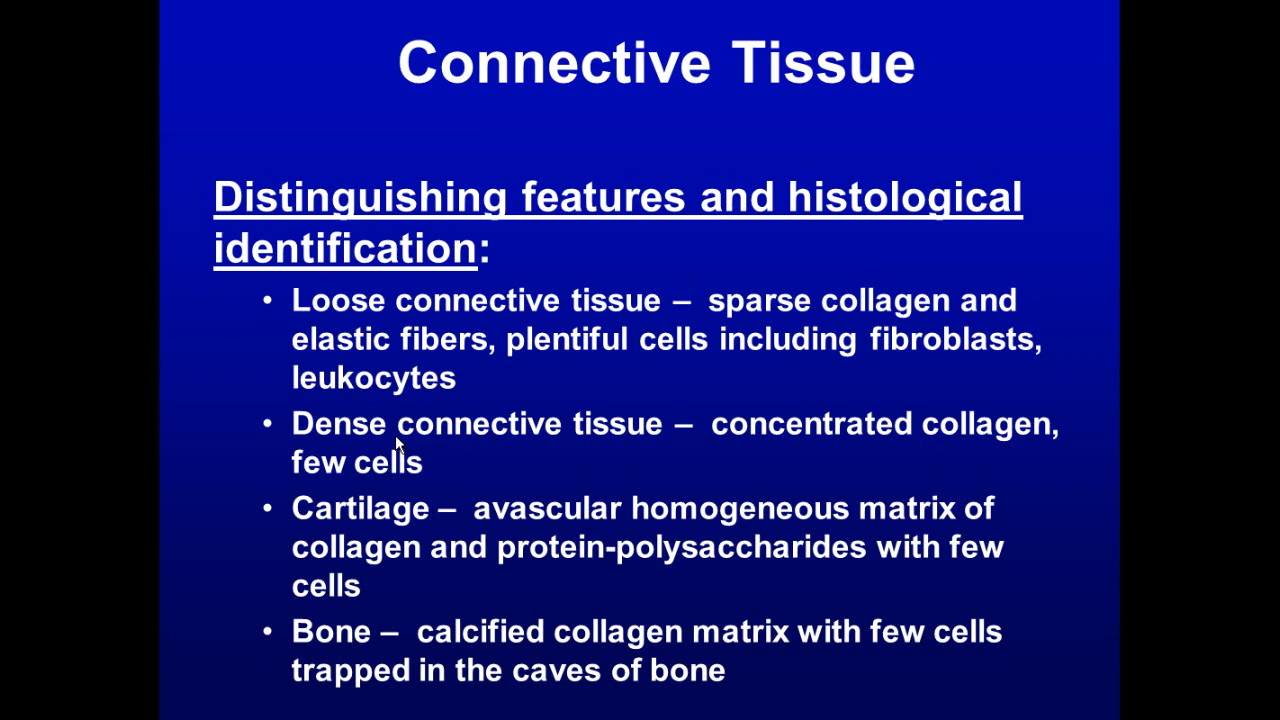 Connective Tissue
Distinguishing features and histological
identification:
• Loose connective tissue – sparse collagen and
elastic fibers, plentiful cells including fibroblasts,
leukocytes
• Dense connective tissue – concentrated collagen,
few cells
• Cartilage – avascular homogeneous matrix of
collagen and protein-polysaccharides with few
cells
• Bone – calcified collagen matrix with few cells
trapped in the caves of bone